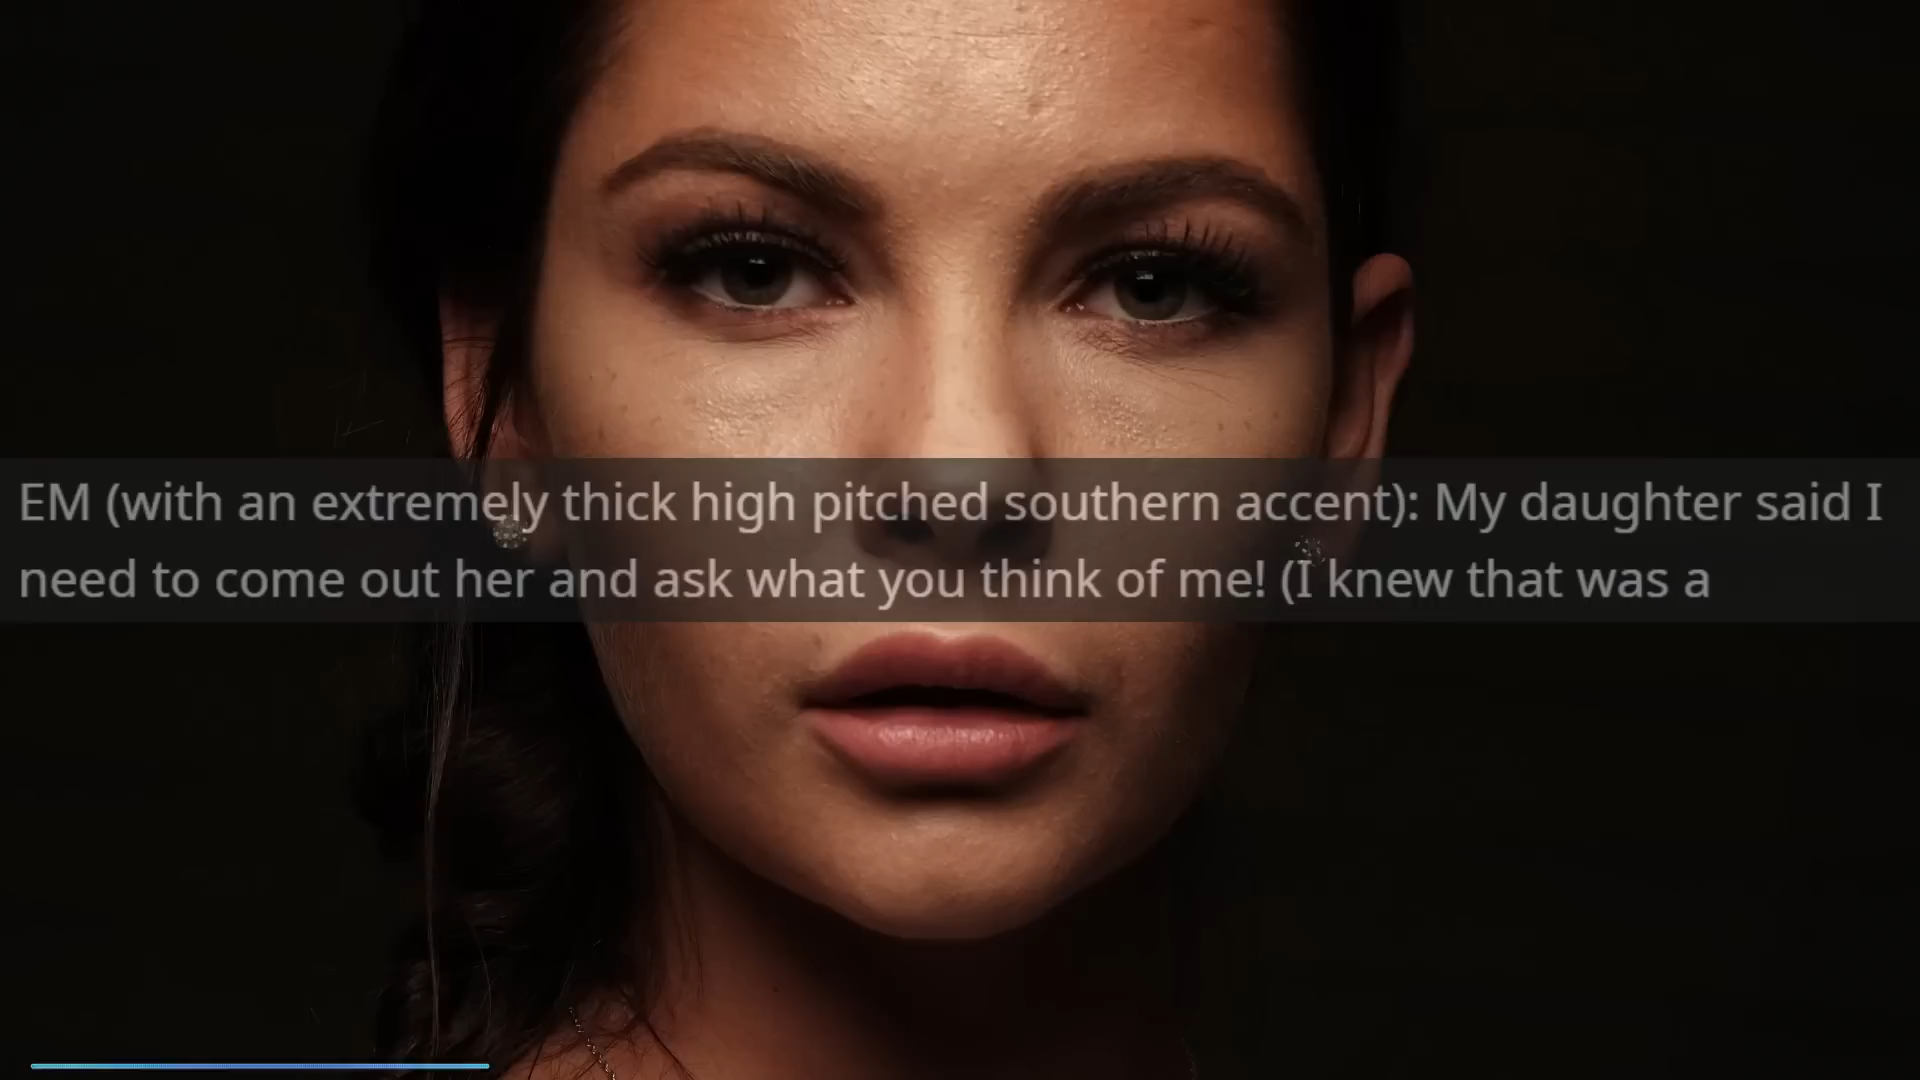 EM (with an extremely thick high pitched southern accent): My daughter said I
need to come out her and ask what you think of me! (I knew that was a